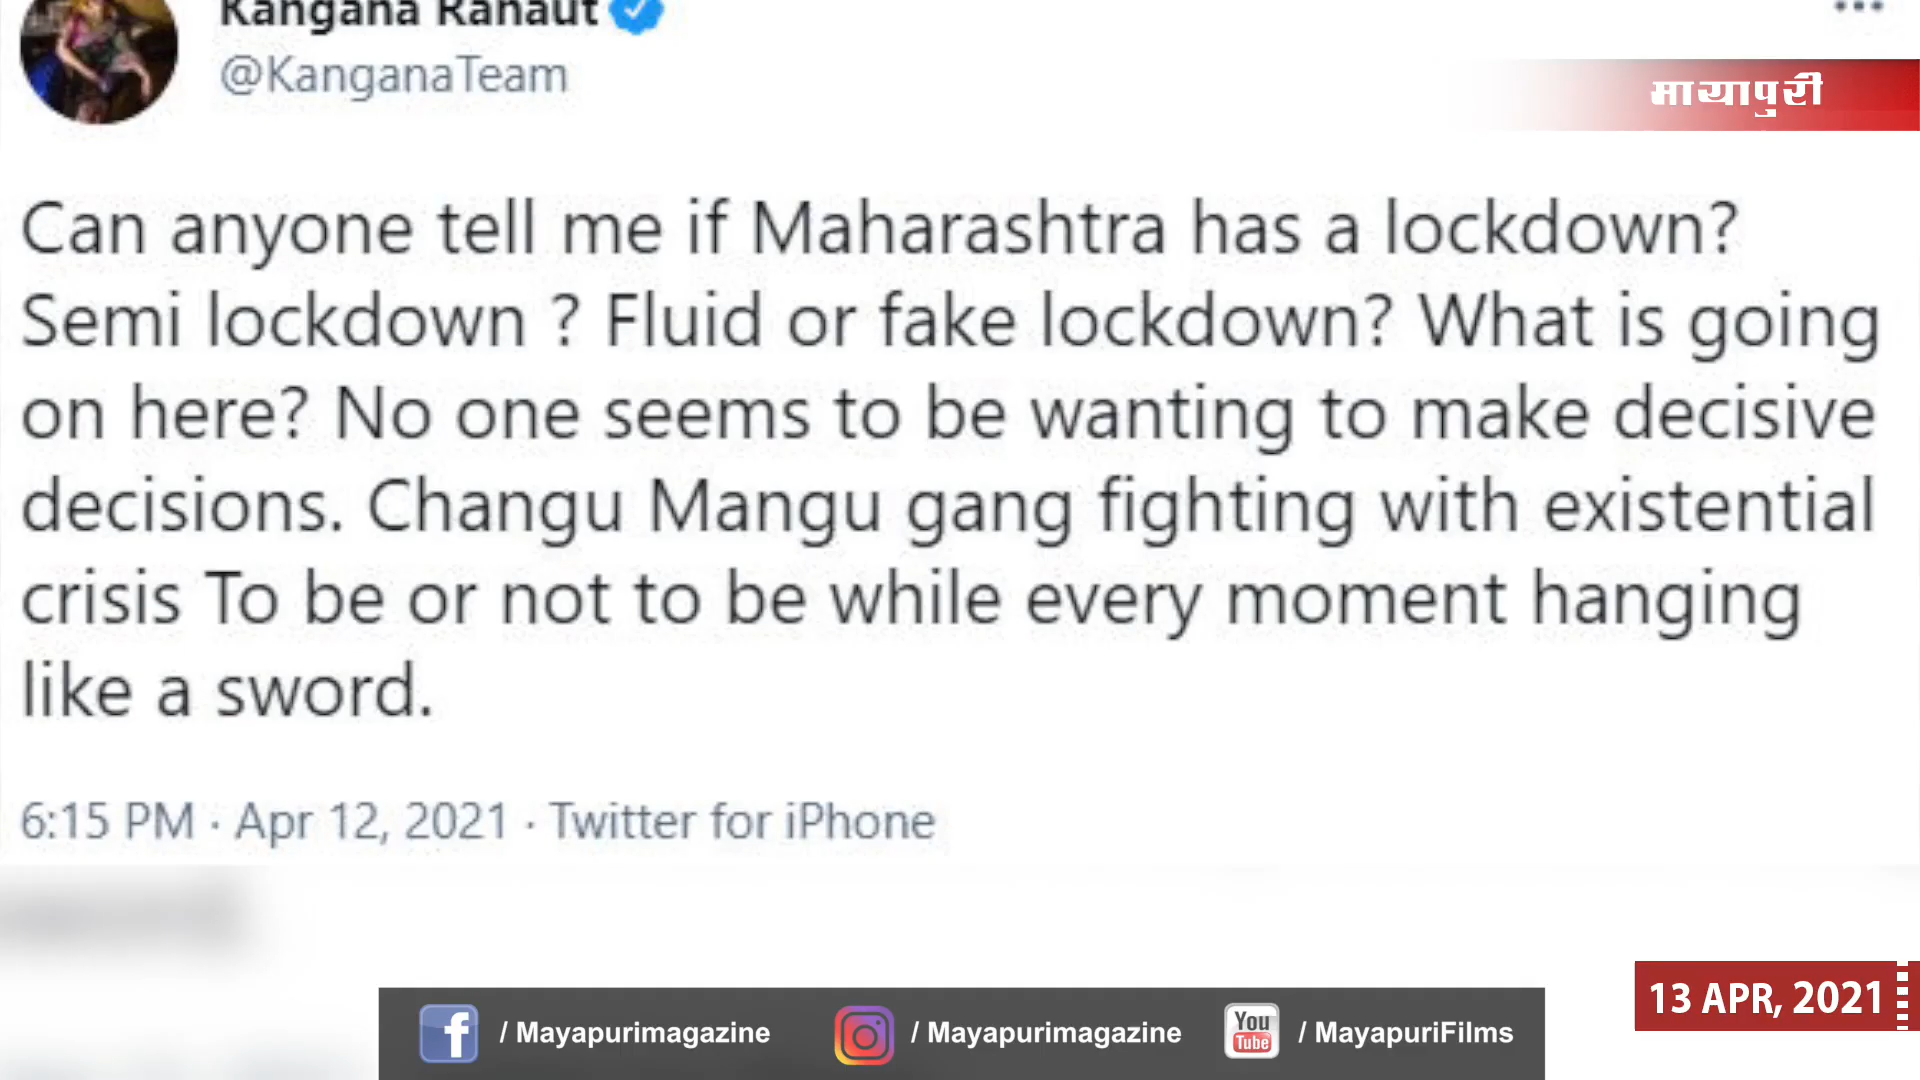 Kangana Ranaut
@KanganaTeam
मायापुरी
Can anyone tell me if Maharashtra has a lockdown?
Semi lockdown ? Fluid or fake lockdown? What is going
on here? No one seems to be wanting to make decisive
decisions. Changu Mangu gang fighting with existential
crisis To be or not to be while every moment hanging
like a sword.
6:15 PM · Apr 12, 2021 · Twitter for iPhone
13 APR, 2021
f / Mayapurimagazine
/ Mayapurimagazine
You Tube / MayapuriFilms